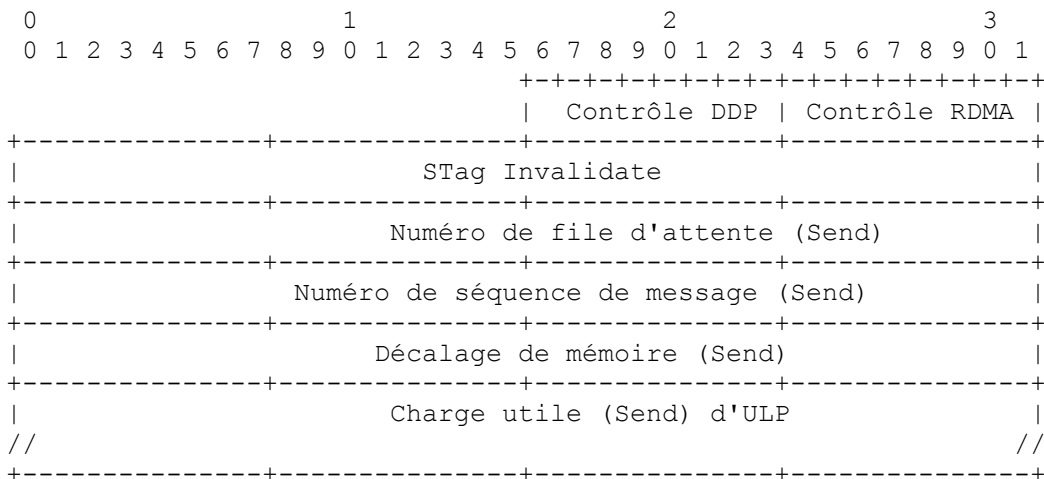 0                   1                   2                   3
0 1 2 3 4 5 6 7 8 9 0 1 2 3 4 5 6 7 8 9 0 1 2 3 4 5 6 7 8 9 0 1
+-+-+-+-+-+-+-+-+-+-+-+-+-+-+-+-+
| Contrôle DDP | Contrôle RDMA |
+---------------+---------------+---------------+---------------+
| STag Invalidate |
+---------------+---------------+---------------+---------------+
| Numéro de file d'attente (Send) |
+---------------+---------------+---------------+---------------+
| Numéro de séquence de message (Send) |
+---------------+---------------+---------------+---------------+
| Décalage de mémoire (Send) |
+---------------+---------------+---------------+---------------+
| Charge utile (Send) d'ULP |
// //
+---------------+---------------+---------------+---------------+